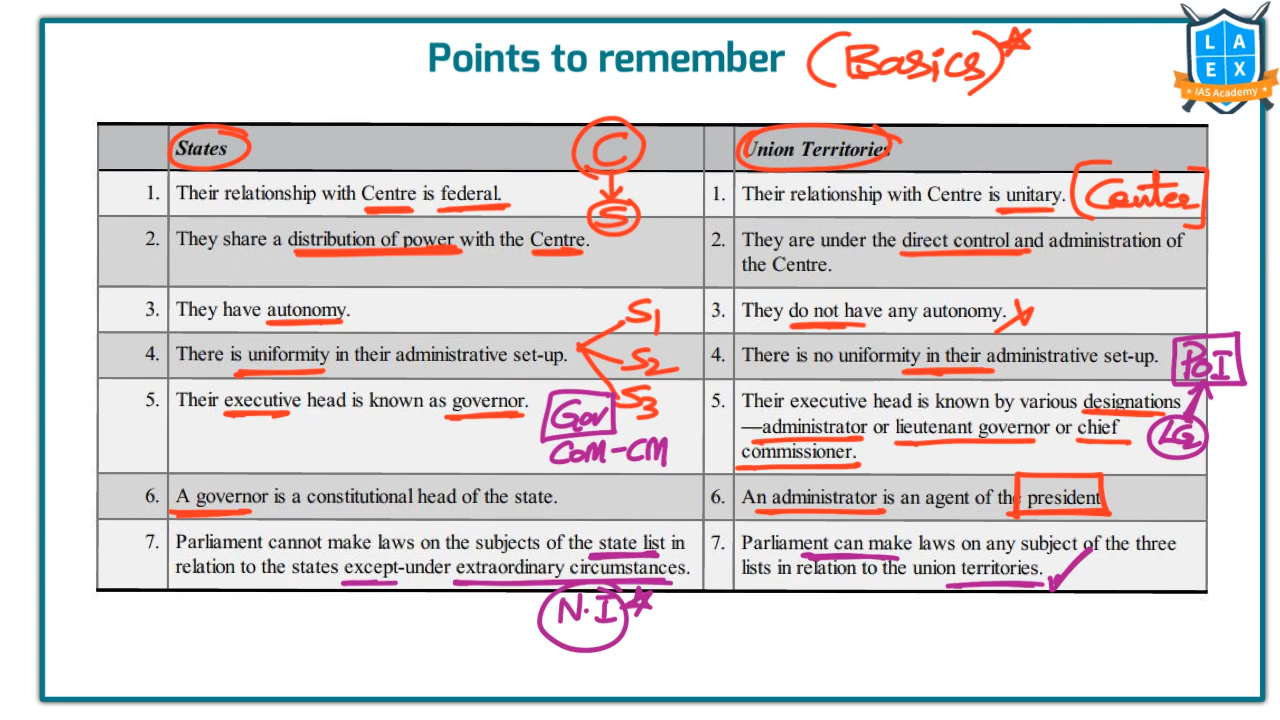 Points to remember (Basics)
L A
E X
IAS Academy
States C Union Territories
1. Their relationship with Centre is federal. 1. Their relationship with Centre is unitary. [Center]
S
2. They share a distribution of power with the Centre. 2. They are under the direct control and administration of
the Centre.
3. They have autonomy. S1 3. They do not have any autonomy.
4. There is uniformity in their administrative set-up. S2 4. There is no uniformity in their administrative set-up. PoI
5. Their executive head is known as governor. S3 5. Their executive head is known by various designations
Gov —administrator or lieutenant governor or chief LG
CoM-CM commissioner.
6. A governor is a constitutional head of the state. 6. An administrator is an agent of the president
7. Parliament cannot make laws on the subjects of the state list in 7. Parliament can make laws on any subject of the three
relation to the states except-under extraordinary circumstances. lists in relation to the union territories.
N.I